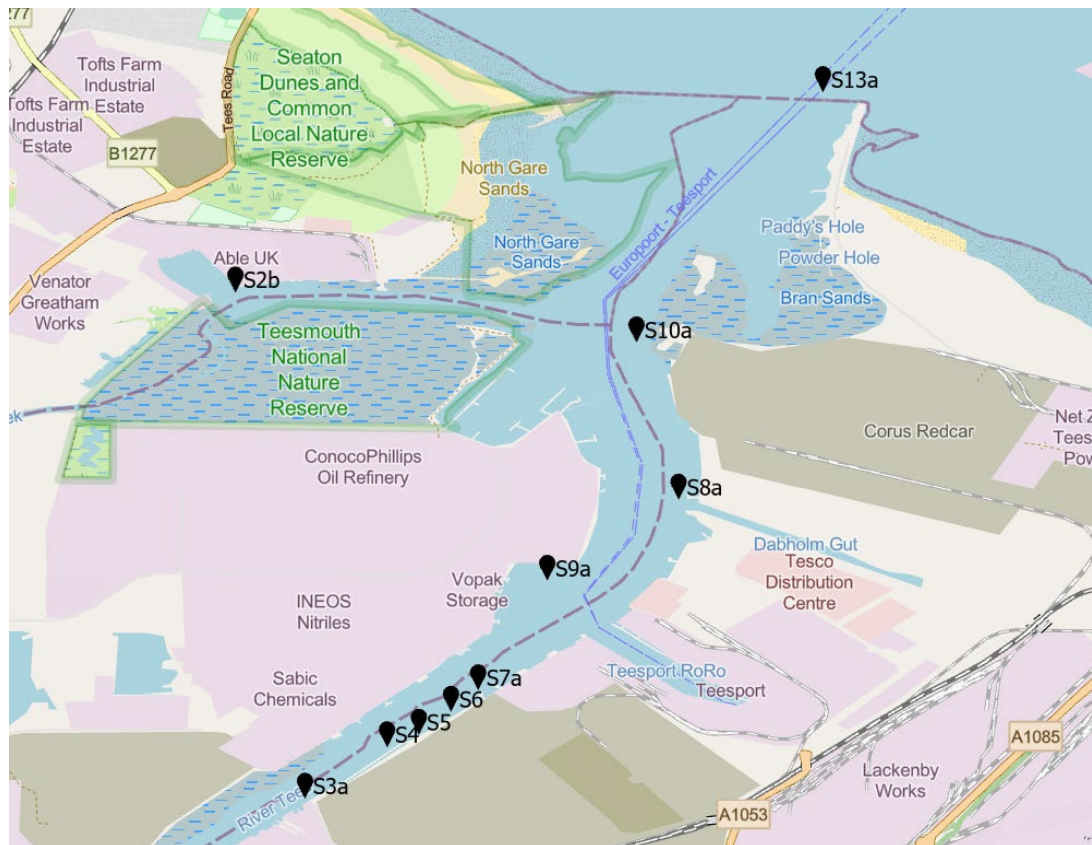 277
277
Tofts Farm
Industrial
Estate
Tofts Farm
Industrial
Estate
B1277
Tees Road
Seaton
Dunes and
Common
Local Nature
Reserve
S13a
North Gare
Sands
North Gare
Sands
Europoort - Teesport
Paddy's Hole
Powder Hole
Bran Sands
Able UK
S2b
Venator
Greatham
Works
Teesmouth
National
Nature
Reserve
S10a
ek
ConocoPhillips
Oil Refinery
Corus Redcar
Net Z
Tees
Pow
S8a
Dabholm Gut
Tesco
Distribution
Centre
S9a
Vopak
Storage
INEOS
Nitriles
Sabic
Chemicals
S7a
S6
S5
S4
S3a
River Tee
Teesport RoRo
Teesport
A1085
Lackenby
Works
A1053